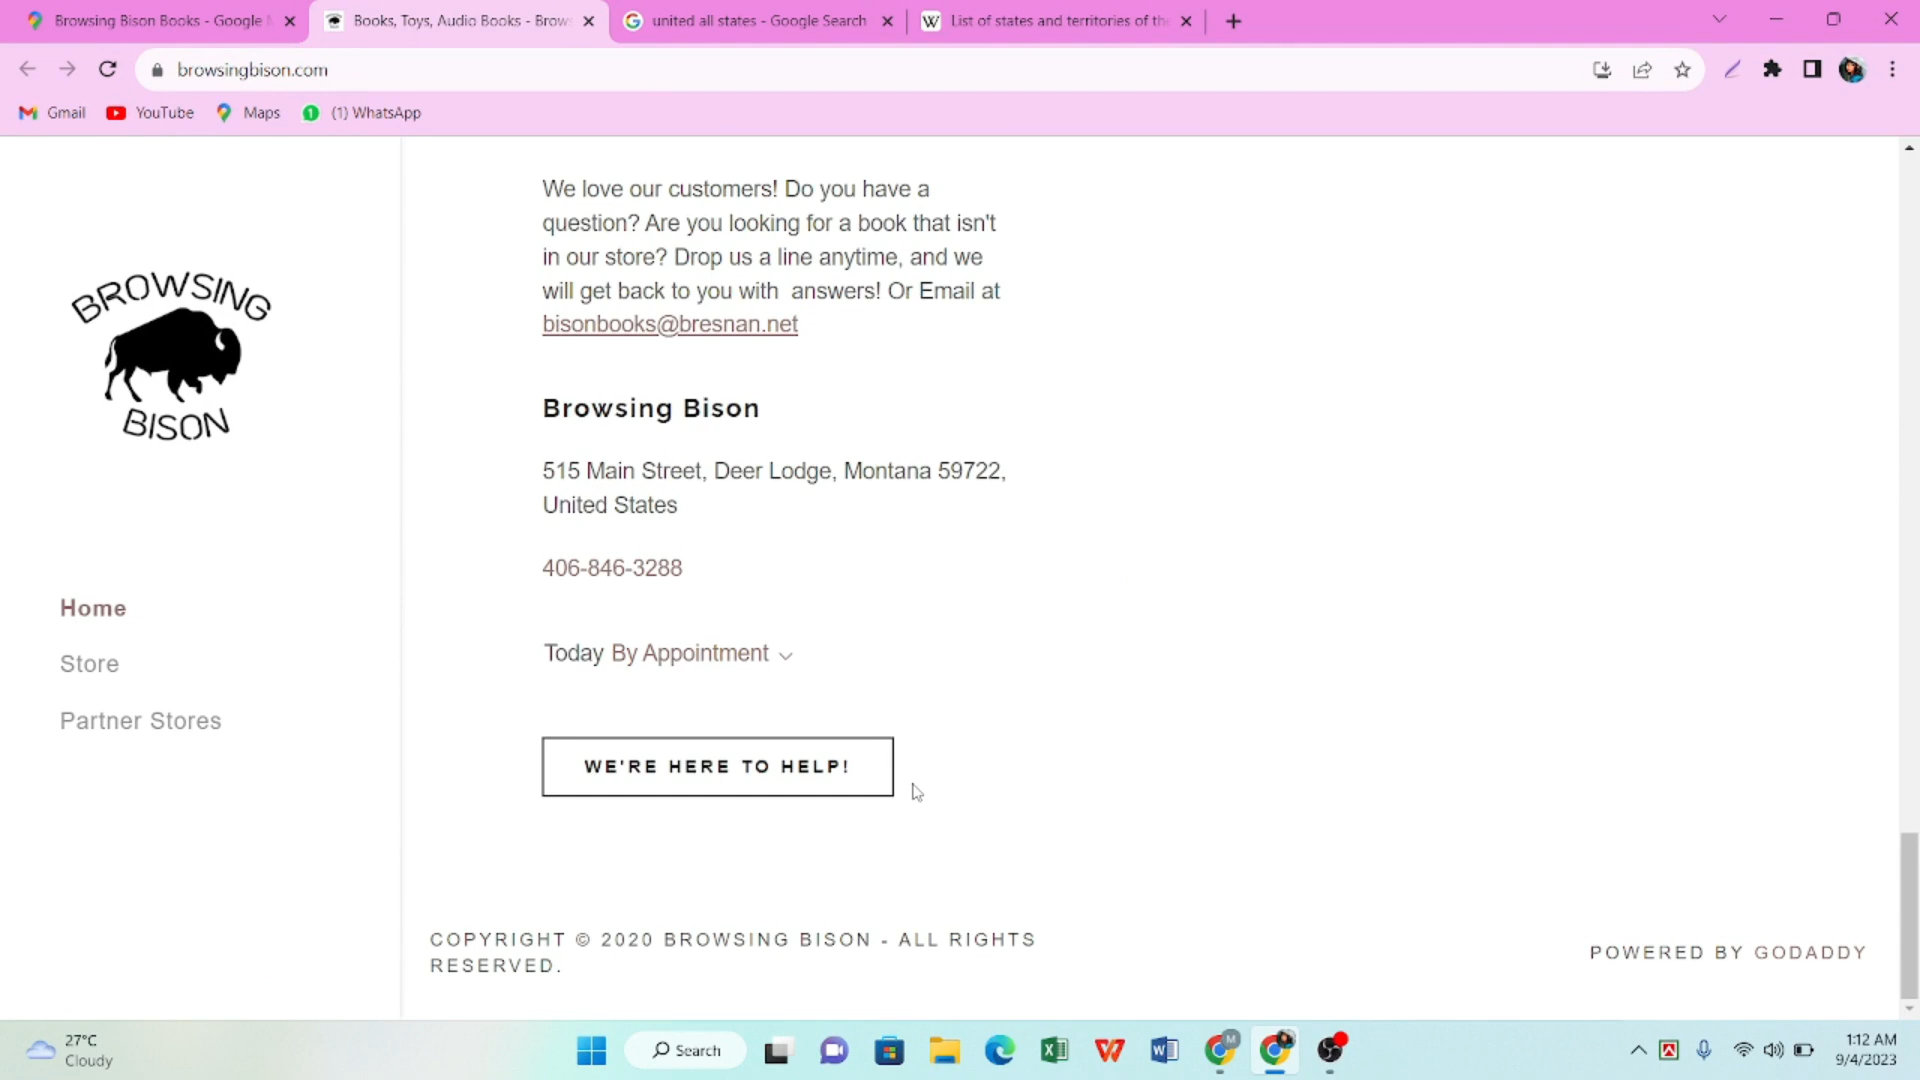 Browsing Bison Books - Google
Books, Toys, Audio Books - Brow
united all states - Google Search
List of states and territories of the
browsingbison.com
Gmail
YouTube
Maps
(1) WhatsApp
We love our customers! Do you have a
question? Are you looking for a book that isn't
in our store? Drop us a line anytime, and we
will get back to you with answers! Or Email at
bisonbooks@bresnan.net
BROWSING
BISON
Browsing Bison
515 Main Street, Deer Lodge, Montana 59722,
United States
406-846-3288
Home
Store
Partner Stores
Today By Appointment
WE'RE HERE TO HELP!
COPYRIGHT © 2020 BROWSING BISON - ALL RIGHTS
RESERVED.
POWERED BY GODADDY
27°C
Cloudy
Search
1:12 AM
9/4/2023